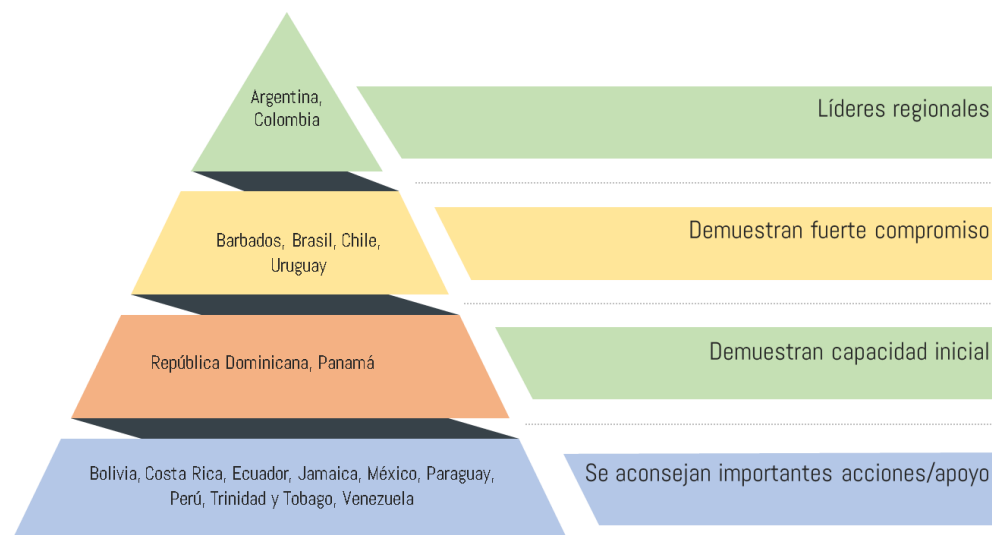 Argentina,
Colombia
Líderes regionales
Barbados, Brasil, Chile,
Uruguay
Demuestran fuerte compromiso
República Dominicana, Panamá
Demuestran capacidad inicial
Bolivia, Costa Rica, Ecuador, Jamaica, México, Paraguay,
Perú, Trinidad y Tobago, Venezuela
Se aconsejan importantes acciones/apoyo